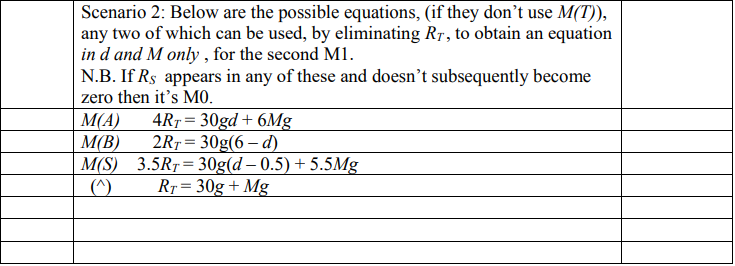 Scenario 2: Below are the possible equations, (if they don’t use M(T)),
any two of which can be used, by eliminating R_T, to obtain an equation
in d and M only , for the second M1.
N.B. If R_S appears in any of these and doesn’t subsequently become
zero then it’s M0.
M(A) 4R_T = 30gd + 6Mg
M(B) 2R_T = 30g(6 – d)
M(S) 3.5R_T = 30g(d – 0.5) + 5.5Mg
(^) R_T = 30g + Mg